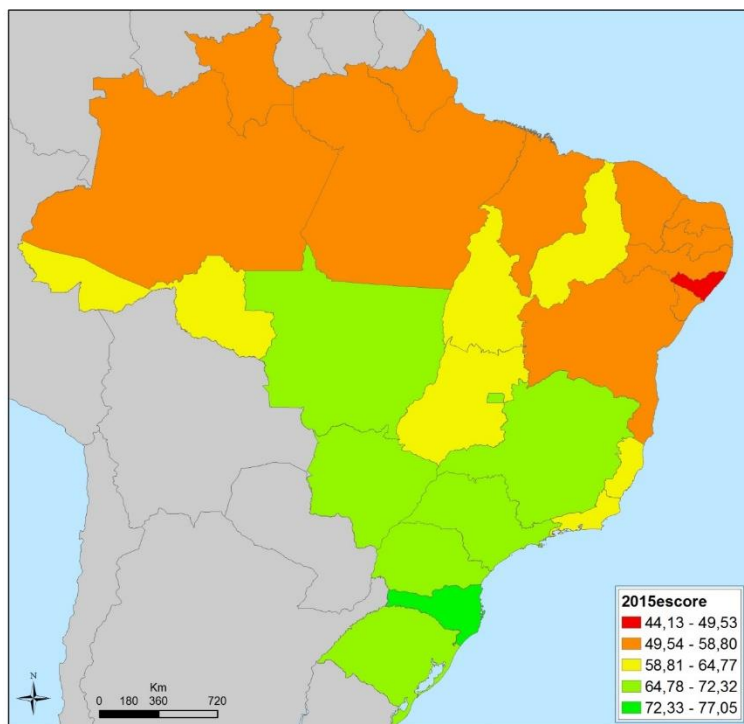 2015escore
44,13 - 49,53
49,54 - 58,80
58,81 - 64,77
64,78 - 72,32
72,33 - 77,05
N
Km
0 180 360 720